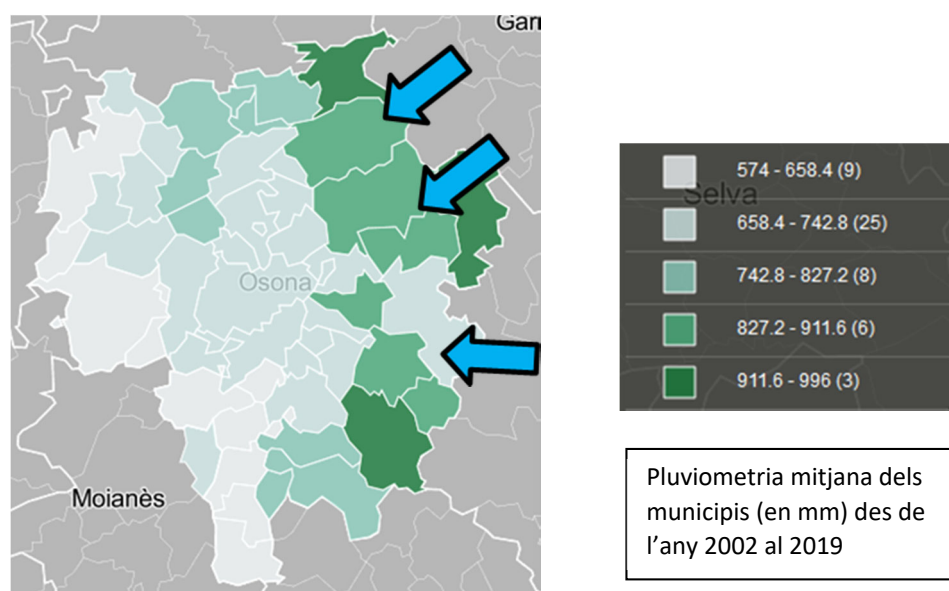 Garr
Osona
Moianès
574 - 658.4 (9)
Selva
658.4 - 742.8 (25)
742.8 - 827.2 (8)
827.2 - 911.6 (6)
911.6 - 996 (3)
Pluviometria mitjana dels
municipis (en mm) des de
l'any 2002 al 2019